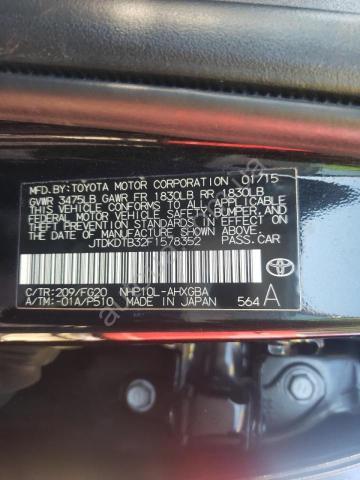 MFD.BY:TOYOTA MOTOR CORPORATION 01/15
GVWR 3475LB GAWR FR 1830LB RR 1830LB
THIS VEHICLE CONFORMS TO ALL APPLICABLE
FEDERAL MOTOR VEHICLE SAFETY, BUMPER, AND
THEFT PREVENTION STANDARDS IN EFFECT ON
THE DATE OF MANUFACTURE SHOWN ABOVE.
JTDKDTB32F1578352 PASS.CAR
C/TR:209/FG20 NHP10L-AHXGBA
A/TM:-01A/P510 MADE IN JAPAN 564 A